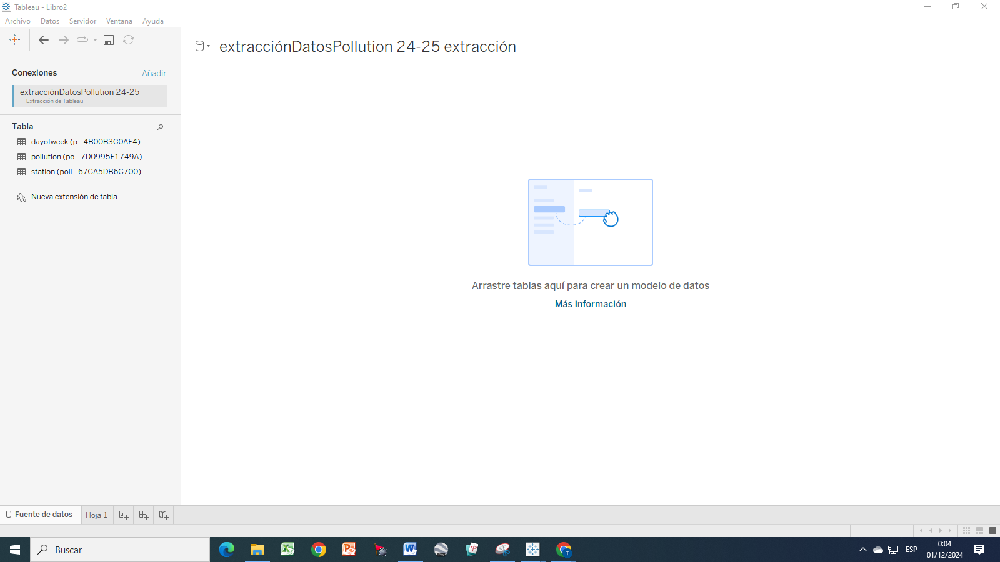 Tableau - Libro2
Archivo Datos Servidor Ventana Ayuda
extracciónDatosPollution 24-25 extracción
Conexiones Añadir
extracciónDatosPollution 24-25
Extracción de Tableau
Tabla
dayofweek (p...4B00B3C0AF4)
pollution (po...7D0995F1749A)
station (poll...67CA5DB6C700)
Nueva extensión de tabla
Arrastre tablas aquí para crear un modelo de datos
Más información
Fuente de datos Hoja 1
Buscar
ESP
0:04
01/12/2024